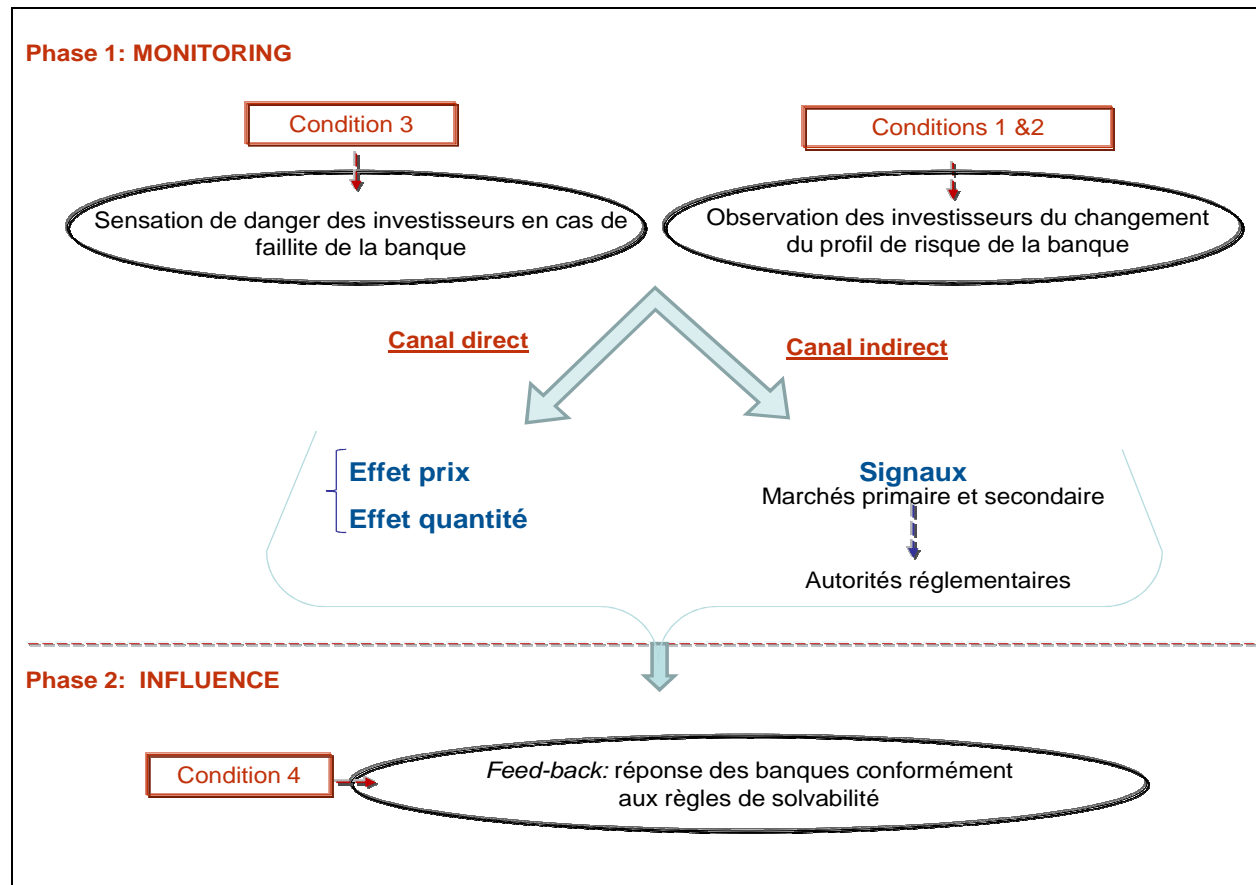 Phase 1: MONITORING
Condition 3
Conditions 1 &2
Sensation de danger des investisseurs en cas de
faillite de la banque
Observation des investisseurs du changement
du profil de risque de la banque
Canal direct
Canal indirect
Effet prix
Effet quantité
Signaux
Marchés primaire et secondaire
Autorités réglementaires
Phase 2: INFLUENCE
Condition 4
Feed-back: réponse des banques conformément
aux règles de solvabilité